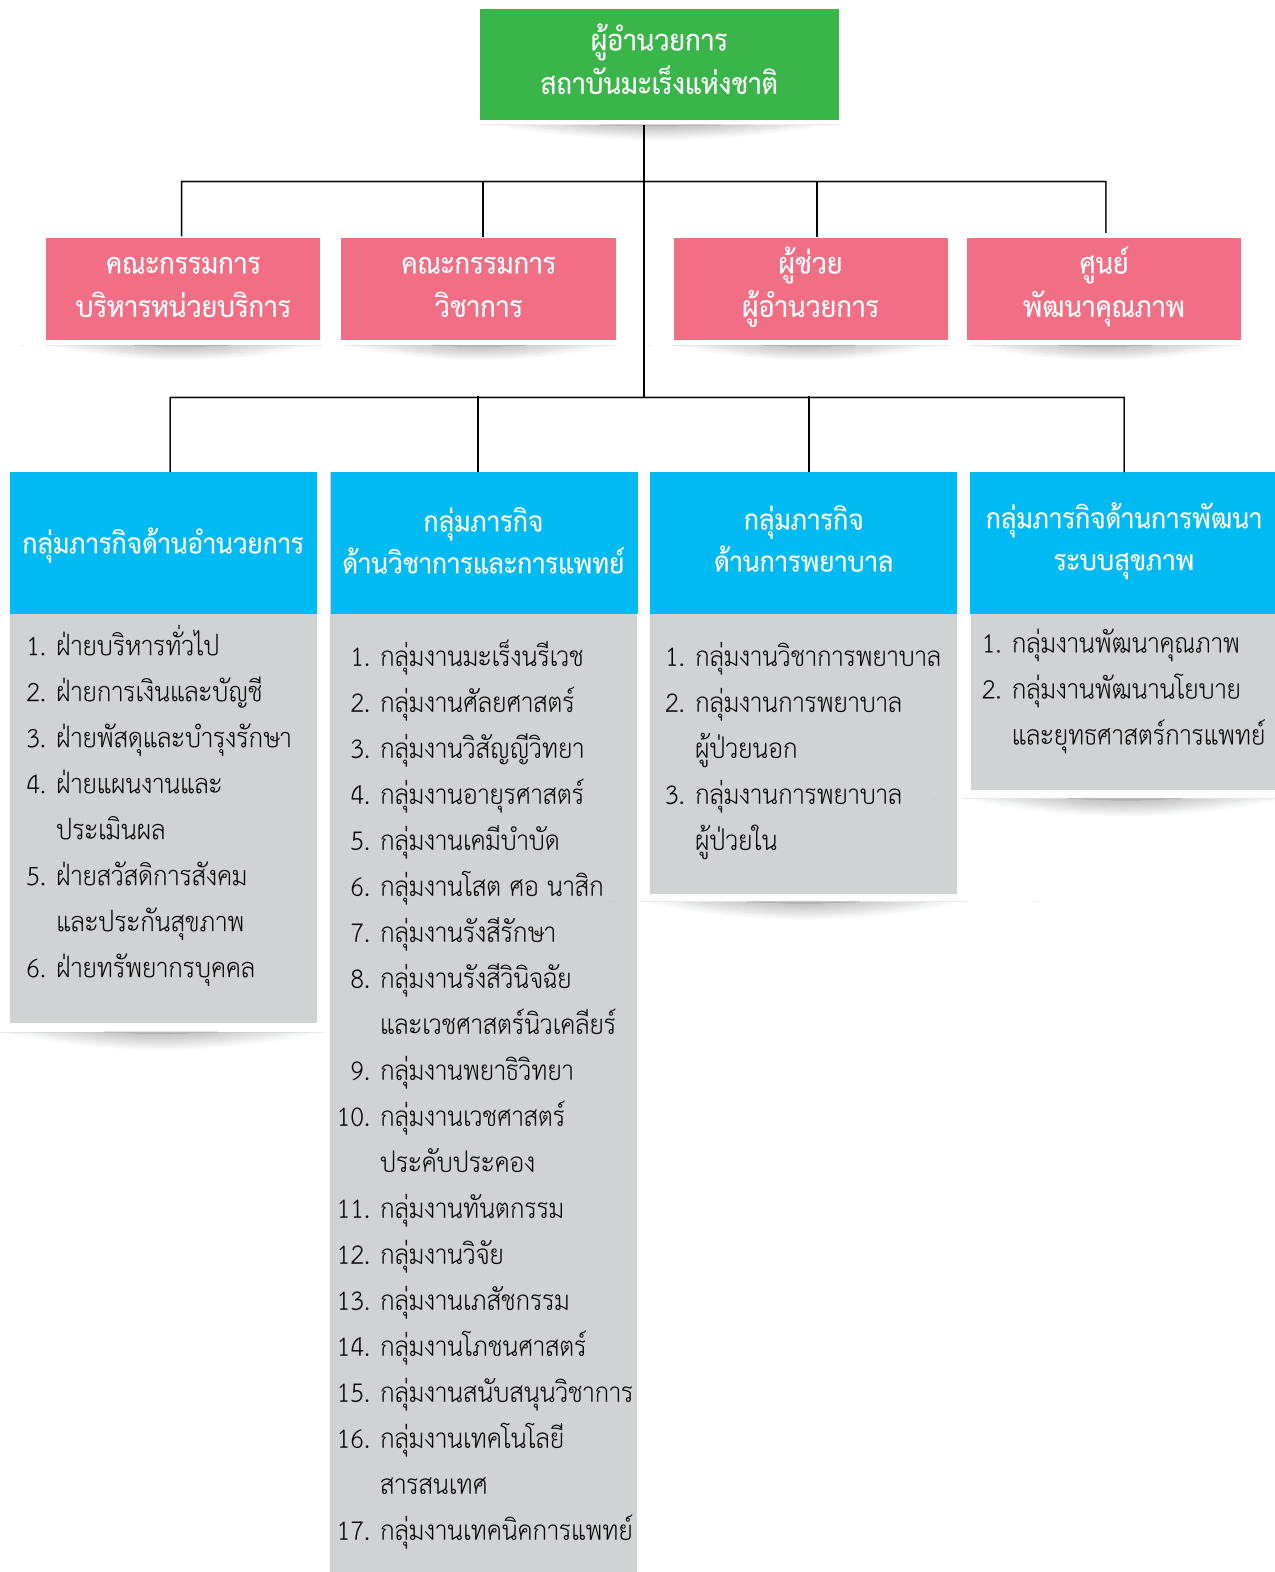 ผู้อำนวยการ
สถาบันมะเร็งแห่งชาติ
คณะกรรมการ
บริหารหน่วยบริการ
คณะกรรมการ
วิชาการ
ผู้ช่วย
ผู้อำนวยการ
ศูนย์
พัฒนาคุณภาพ
กลุ่มภารกิจด้านอำนวยการ
1. ฝ่ายบริหารทั่วไป
2. ฝ่ายการเงินและบัญชี
3. ฝ่ายพัสดุและบำรุงรักษา
4. ฝ่ายแผนงานและ
ประเมินผล
5. ฝ่ายสวัสดิการสังคม
และประกันสุขภาพ
6. ฝ่ายทรัพยากรบุคคล
กลุ่มภารกิจ
ด้านวิชาการและการแพทย์
1. กลุ่มงานมะเร็งนรีเวช
2. กลุ่มงานศัลยศาสตร์
3. กลุ่มงานวิสัญญีวิทยา
4. กลุ่มงานอายุรศาสตร์
5. กลุ่มงานเคมีบำบัด
6. กลุ่มงานโสต ศอ นาสิก
7. กลุ่มงานรังสีรักษา
8. กลุ่มงานรังสีวินิจฉัย
และเวชศาสตร์นิวเคลียร์
9. กลุ่มงานพยาธิวิทยา
10. กลุ่มงานเวชศาสตร์
ประคับประคอง
11. กลุ่มงานทันตกรรม
12. กลุ่มงานวิจัย
13. กลุ่มงานเภสัชกรรม
14. กลุ่มงานโภชนศาสตร์
15. กลุ่มงานสนับสนุนวิชาการ
16. กลุ่มงานเทคโนโลยี
สารสนเทศ
17. กลุ่มงานเทคนิคการแพทย์
กลุ่มภารกิจ
ด้านการพยาบาล
1. กลุ่มงานวิชาการพยาบาล
2. กลุ่มงานการพยาบาล
ผู้ป่วยนอก
3. กลุ่มงานการพยาบาล
ผู้ป่วยใน
กลุ่มภารกิจด้านการพัฒนา
ระบบสุขภาพ
1. กลุ่มงานพัฒนาคุณภาพ
2. กลุ่มงานพัฒนานโยบาย
และยุทธศาสตร์การแพทย์